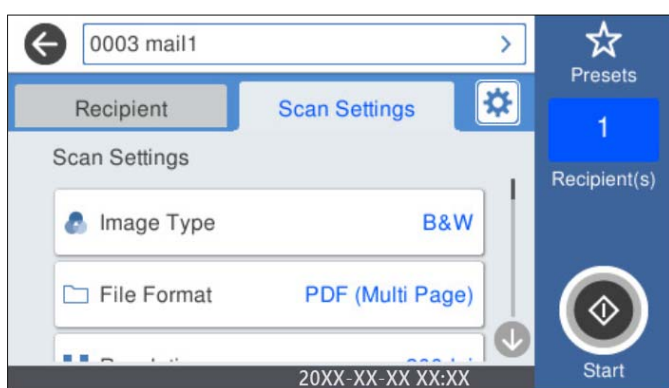 0003 mail1
Presets
Recipient
Scan Settings
1
Recipient(s)
Scan Settings
Image Type B&W
File Format PDF (Multi Page)
20XX-XX-XX XX:XX
Start